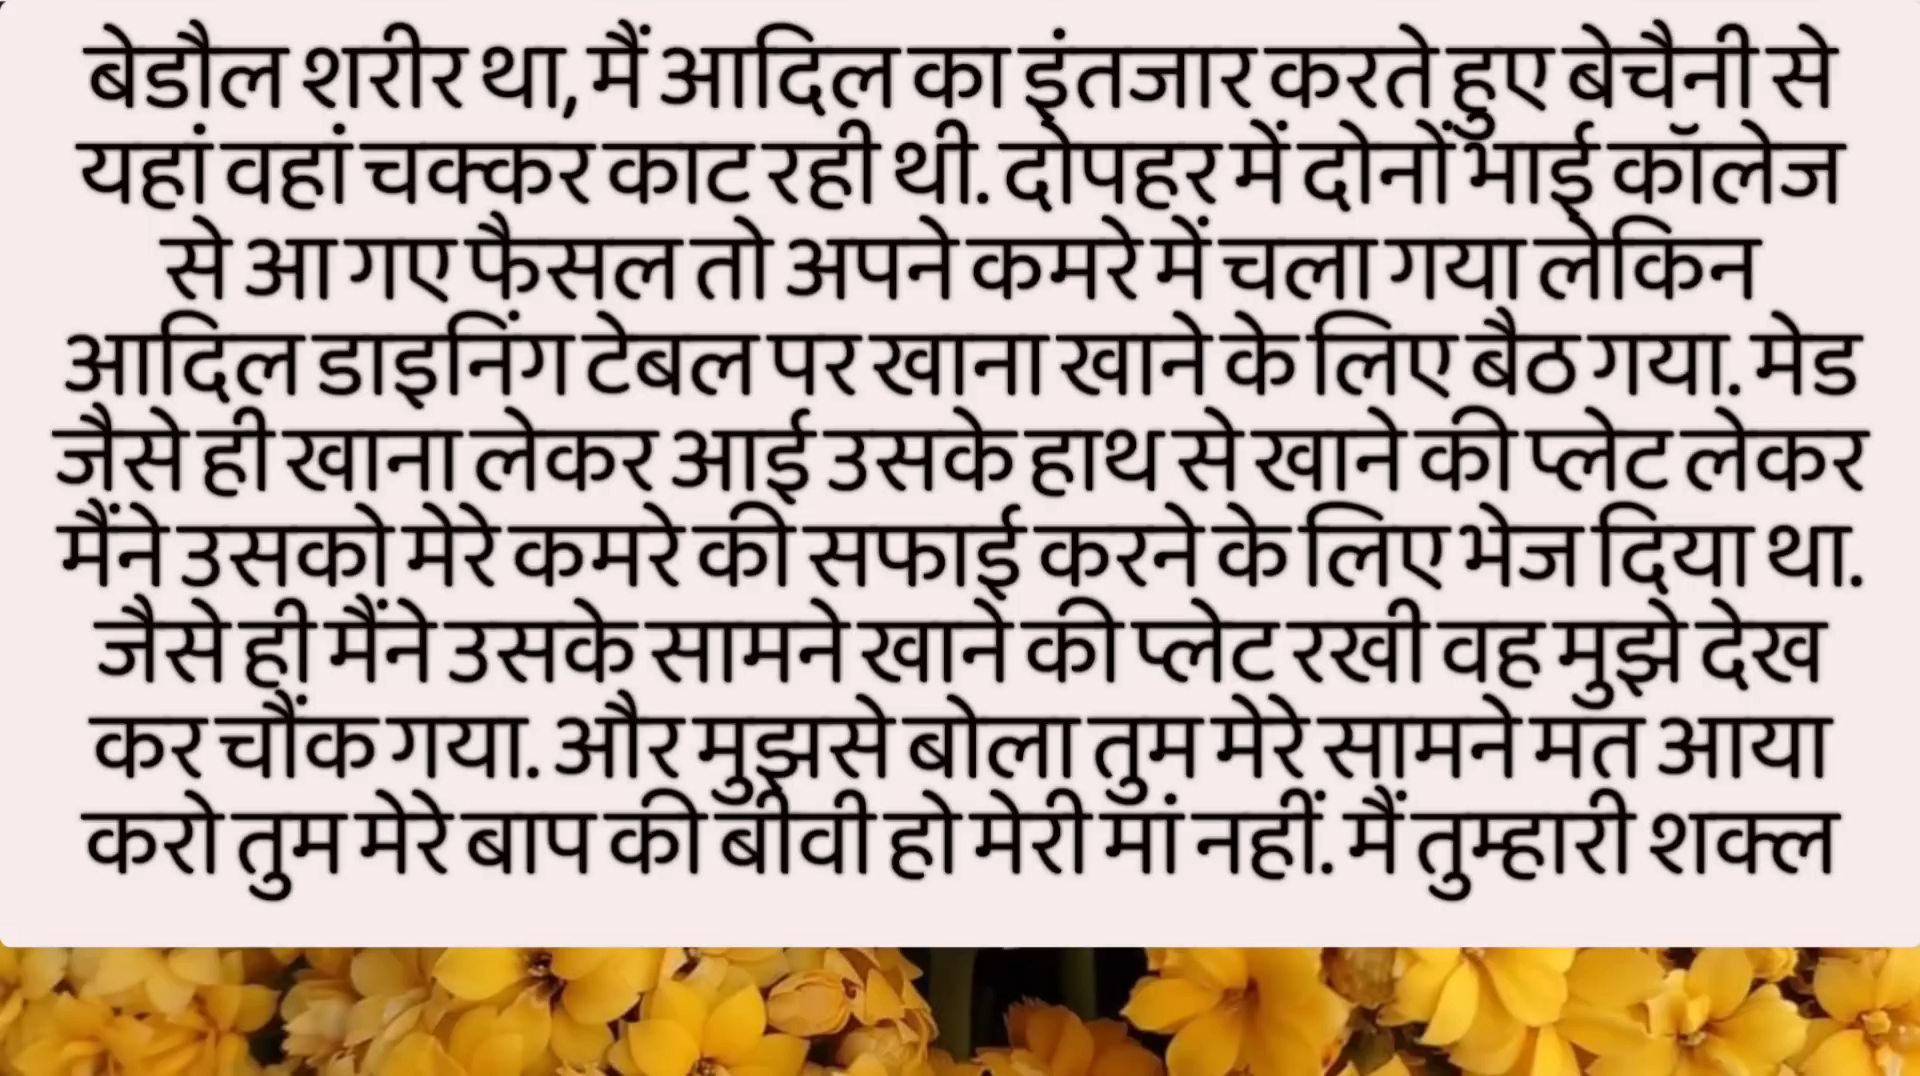 बेडौल शरीर था, मैं आदिल का इंतजार करते हुए बेचैनी से
यहां वहां चक्कर काट रही थी. दोपहर में दोनों भाई कॉलेज
से आ गए फैसल तो अपने कमरे में चला गया लेकिन
आदिल डाइनिंग टेबल पर खाना खाने के लिए बैठ गया. मेड
जैसे ही खाना लेकर आई उसके हाथ से खाने की प्लेट लेकर
मैंने उसको मेरे कमरे की सफाई करने के लिए भेज दिया था.
जैसे ही मैंने उसके सामने खाने की प्लेट रखी वह मुझे देख
कर चौंक गया. और मुझसे बोला तुम मेरे सामने मत आया
करो तुम मेरे बाप की बीवी हो मेरी मां नहीं. मैं तुम्हारी शक्ल